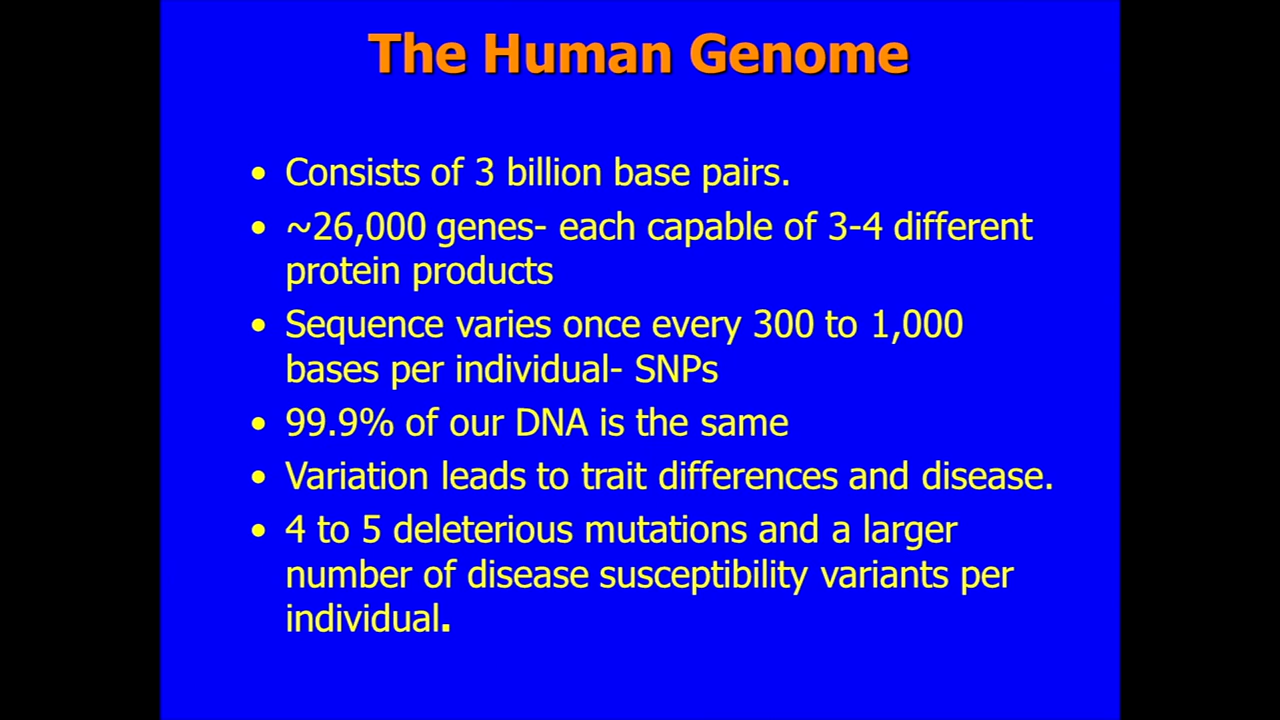 The Human Genome
• Consists of 3 billion base pairs.
• ~26,000 genes- each capable of 3-4 different
protein products
• Sequence varies once every 300 to 1,000
bases per individual- SNPs
• 99.9% of our DNA is the same
• Variation leads to trait differences and disease.
• 4 to 5 deleterious mutations and a larger
number of disease susceptibility variants per
individual.